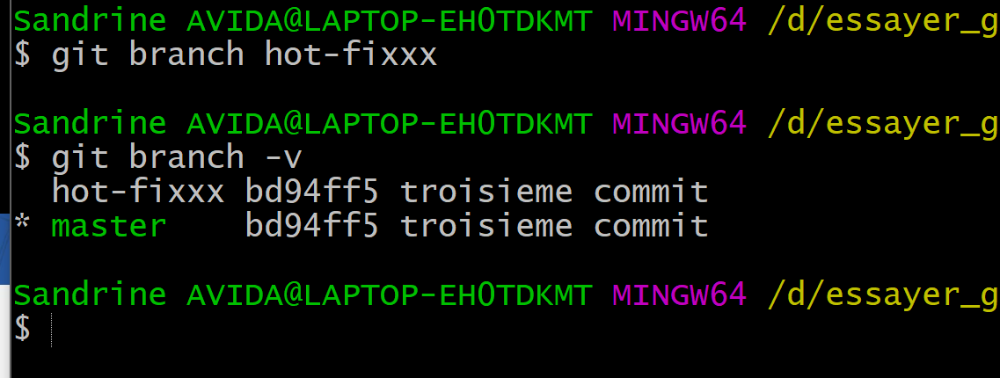 Sandrine AVIDA@LAPTOP-EH0TDKMT MINGW64 /d/essayer_g
$ git branch hot-fixxx
Sandrine AVIDA@LAPTOP-EH0TDKMT MINGW64 /d/essayer_g
$ git branch -v
hot-fixxx bd94ff5 troisieme commit
* master bd94ff5 troisieme commit
Sandrine AVIDA@LAPTOP-EH0TDKMT MINGW64 /d/essayer_g
$